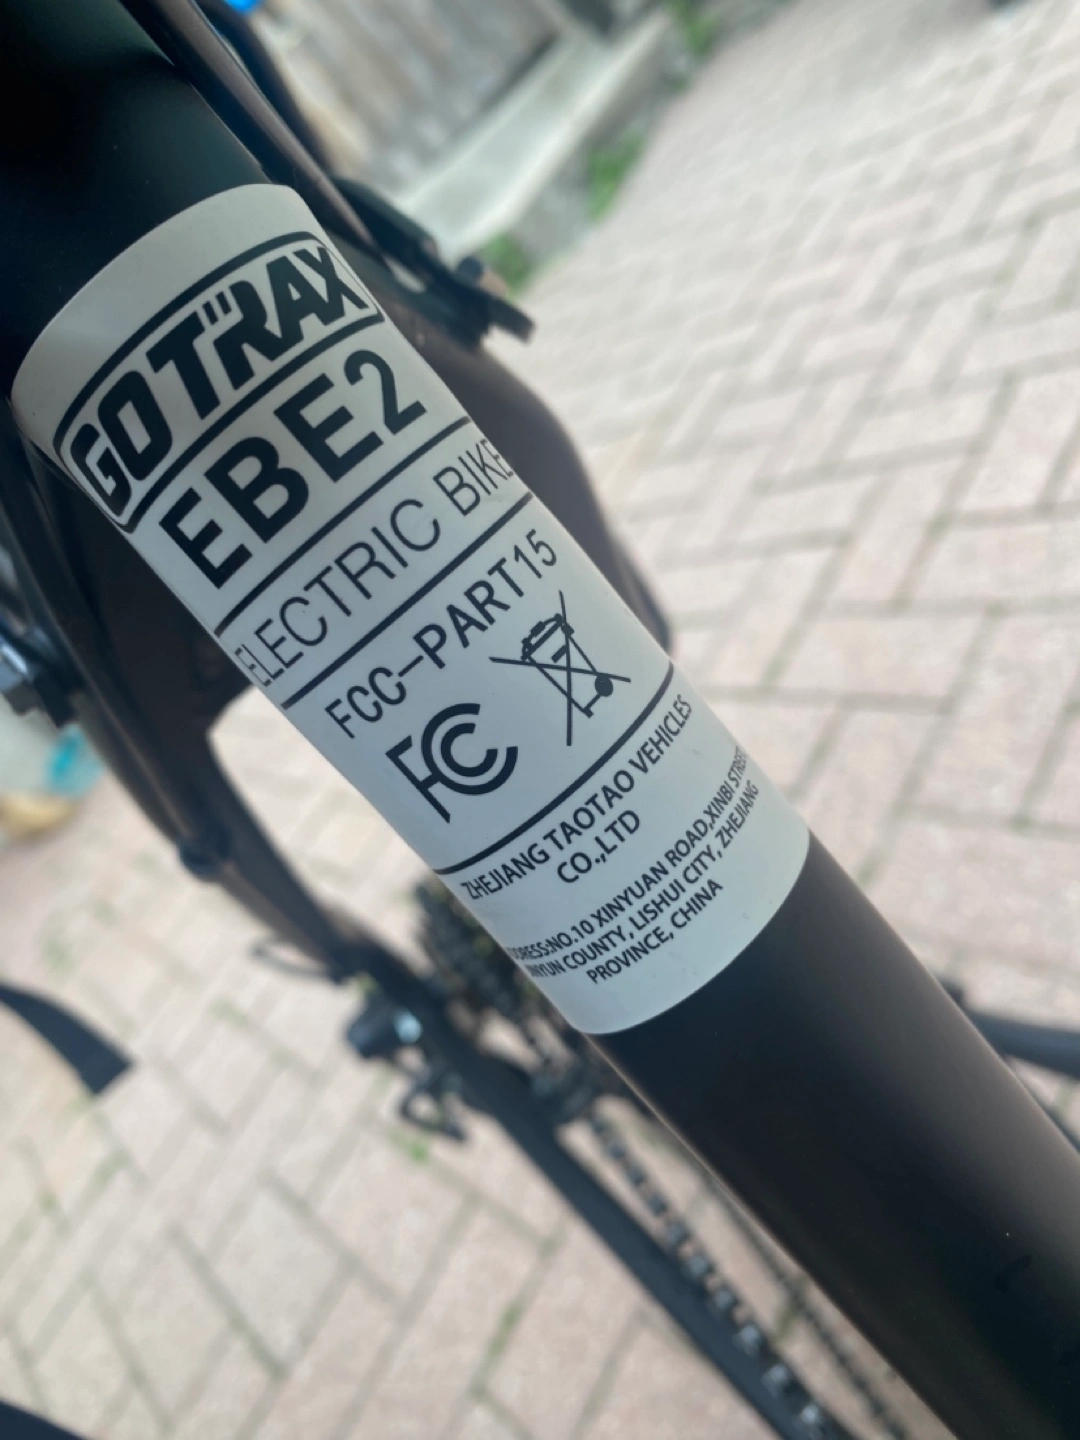 GOTRAX
EBE2
ELECTRIC BIKE
FCC-PART15
FC
ZHEJIANG TAOTAO VEHICLES
CO.,LTD
NO.10 XINYUAN ROAD,XINBI
COUNTY, LISHUI CITY, ZHEJIANG
PROVINCE, CHINA